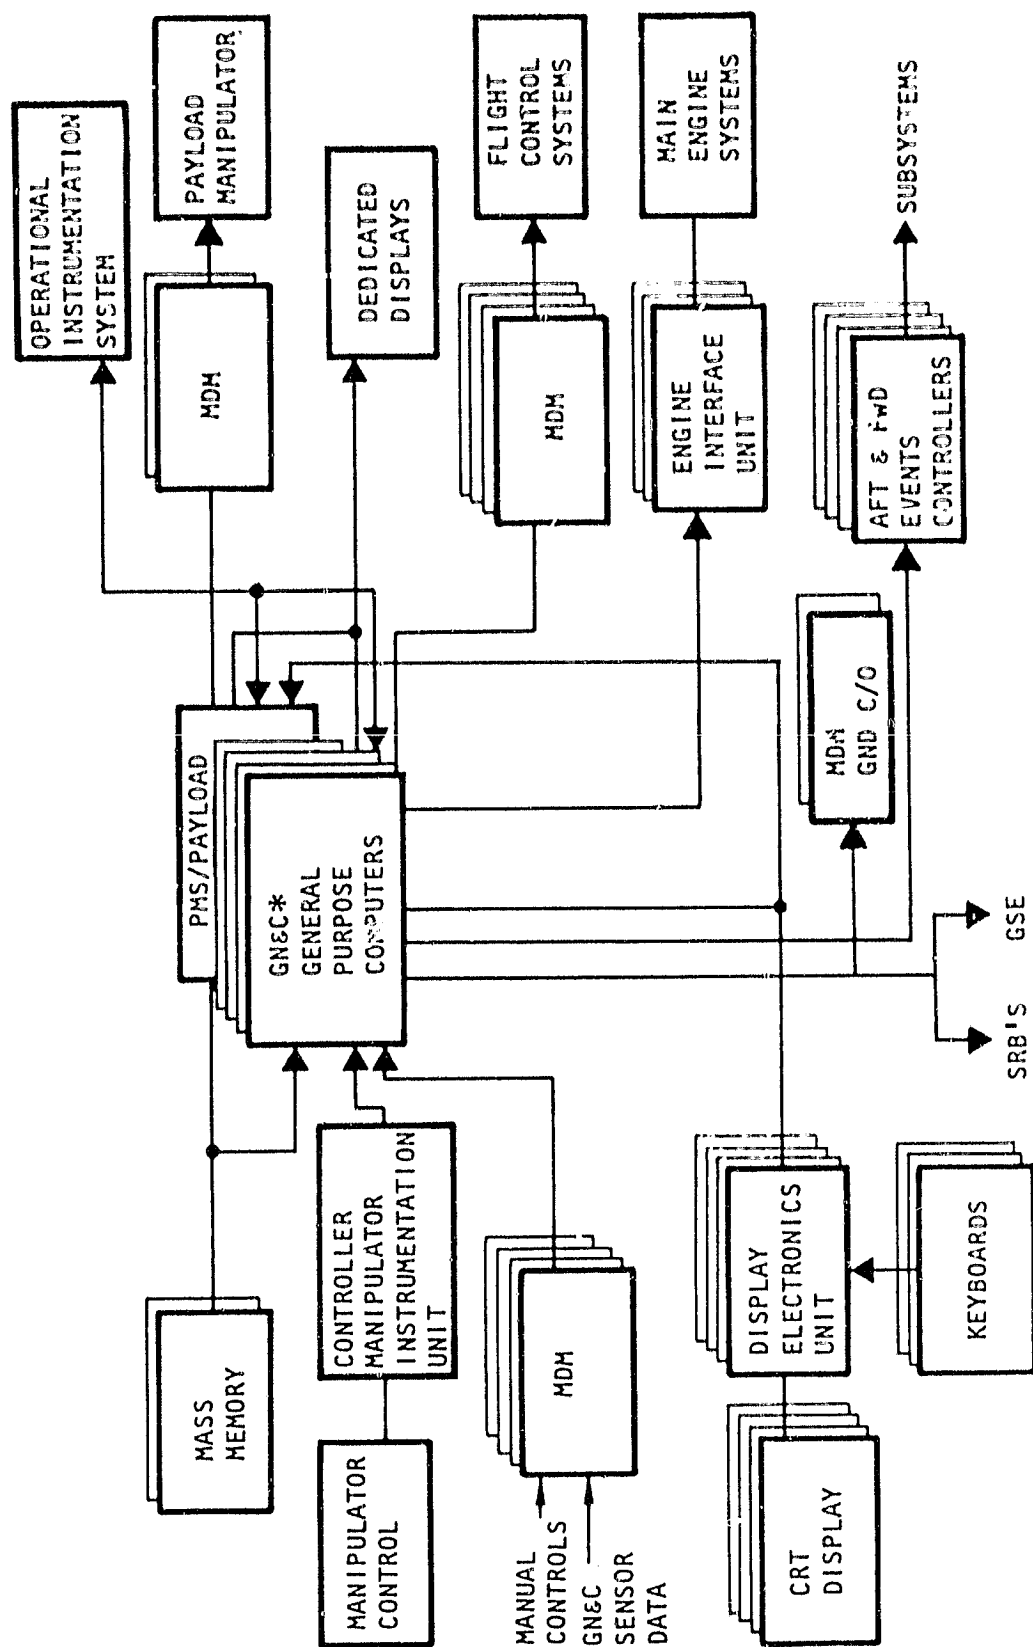 OPERATIONAL
INSTRUMENTATION
SYSTEM
PAYLOAD
MANIPULATOR
MDM
MASS
MEMORY
PMS/PAYLOAD
GN&C*
GENERAL
PURPOSE
COMPUTERS
DEDICATED
DISPLAYS
MANIPULATOR
CONTROL
CONTROLLER
MANIPULATOR
INSTRUMENTATION
UNIT
MANUAL
CONTROLS
GN&C
SENSOR
DATA
MDM
MDM
FLIGHT
CONTROL
SYSTEMS
ENGINE
INTERFACE
UNIT
MAIN
ENGINE
SYSTEMS
CRT
DISPLAY
DISPLAY
ELECTRONICS
UNIT
KEYBOARDS
MDM
GND C/O
AFT & FWD
EVENTS
CONTROLLERS
SUBSYSTEMS
SRB'S
GSE